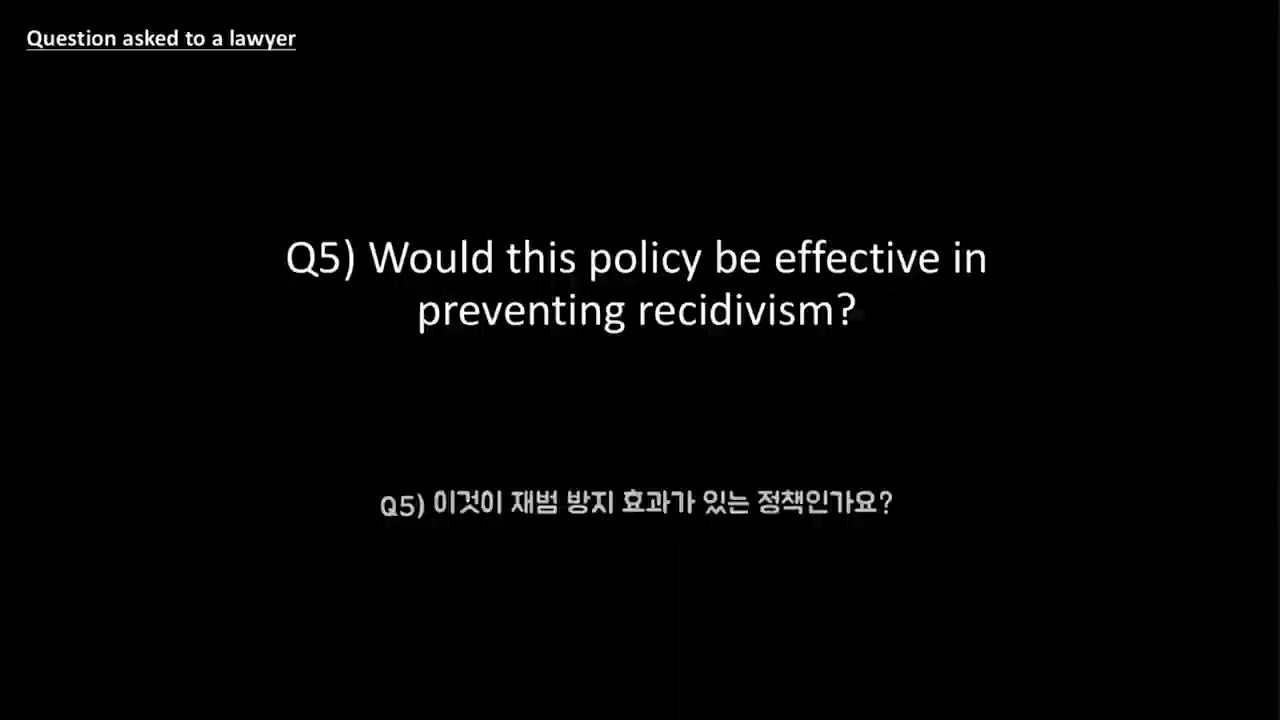 Question asked to a lawyer
Q5) Would this policy be effective in
preventing recidivism?
Q5) 이것이 재범 방지 효과가 있는 정책인가요?